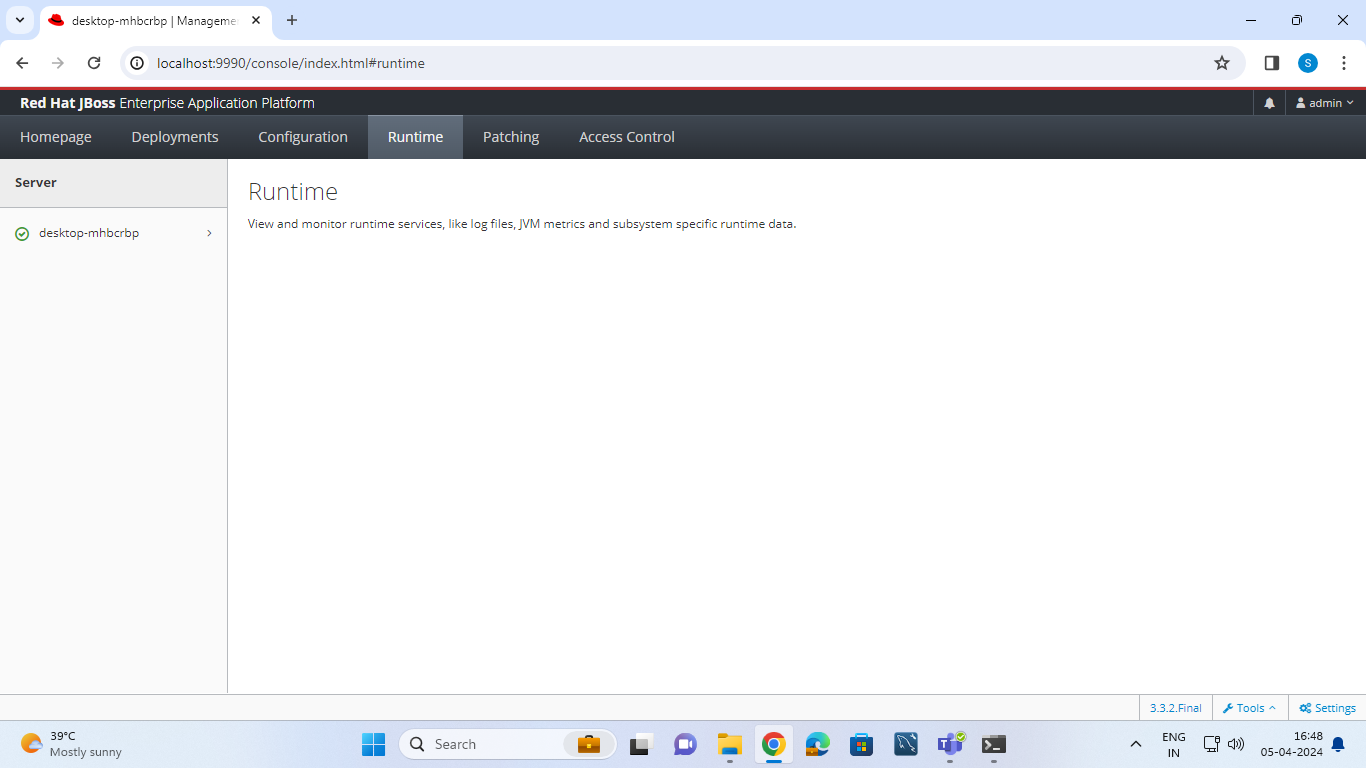 desktop-mhbcrbp | Manageme
localhost:9990/console/index.html#runtime
S
Red Hat JBoss Enterprise Application Platform
admin
Homepage Deployments Configuration Runtime Patching Access Control
Server
desktop-mhbcrbp
Runtime
View and monitor runtime services, like log files, JVM metrics and subsystem specific runtime data.
3.3.2.Final Tools Settings
39°C
Mostly sunny
Search
ENG
IN
16:48
05-04-2024